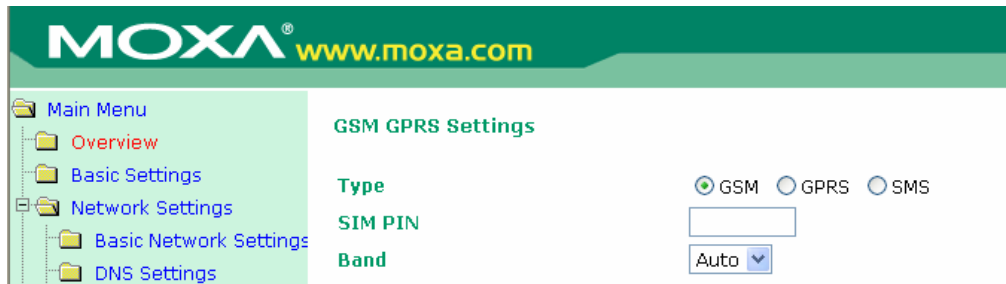 MOXA® www.moxa.com
Main Menu
Overview
Basic Settings
Network Settings
Basic Network Settings
DNS Settings
GSM GPRS Settings
Type GSM GPRS SMS
SIM PIN
Band Auto